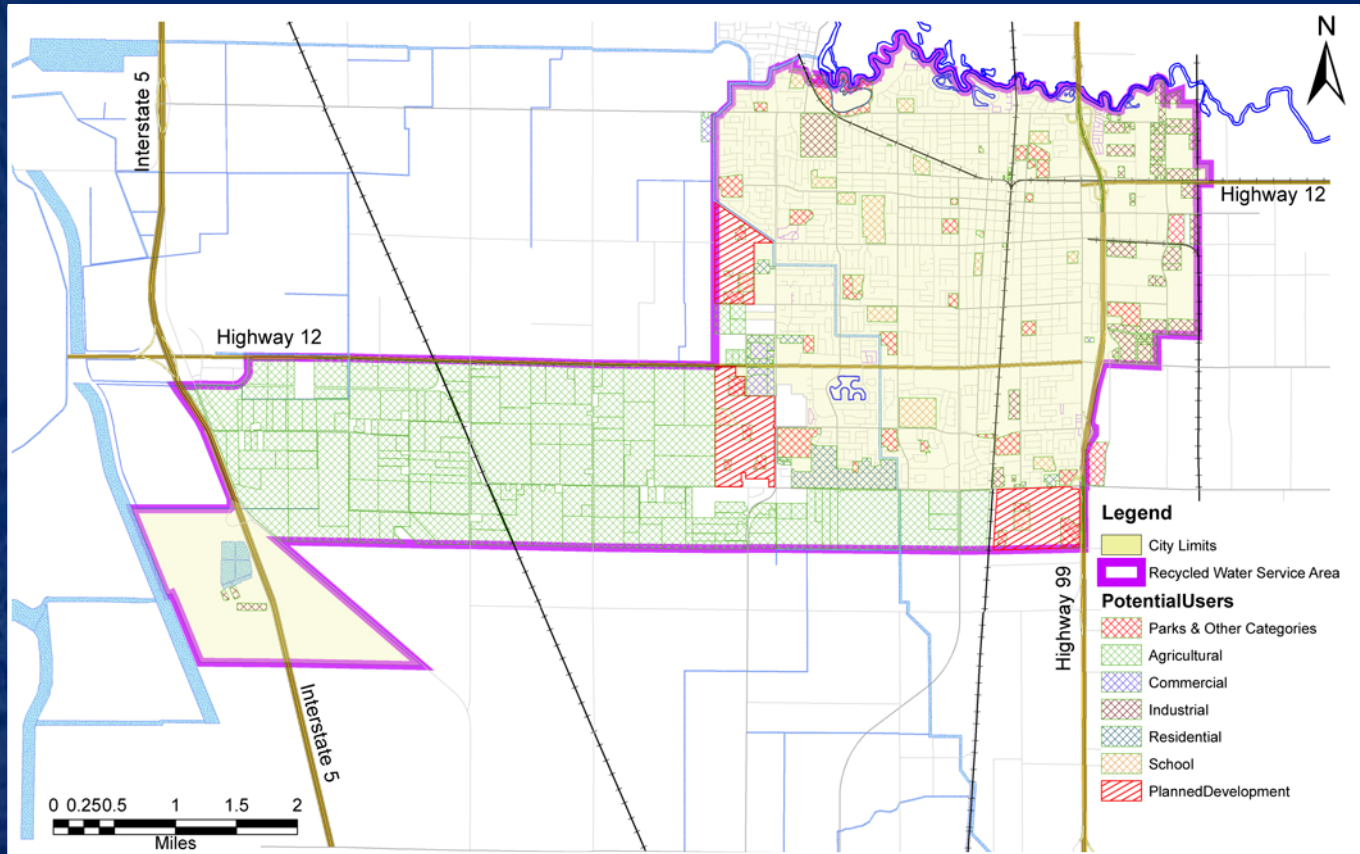 N
Interstate 5
Highway 12
Highway 12
Interstate 5
Highway 99
Legend
City Limits
Recycled Water Service Area
PotentialUsers
Parks & Other Categories
Agricultural
Commercial
Industrial
Residential
School
PlannedDevelopment
0 0.250.5 1 1.5 2
Miles